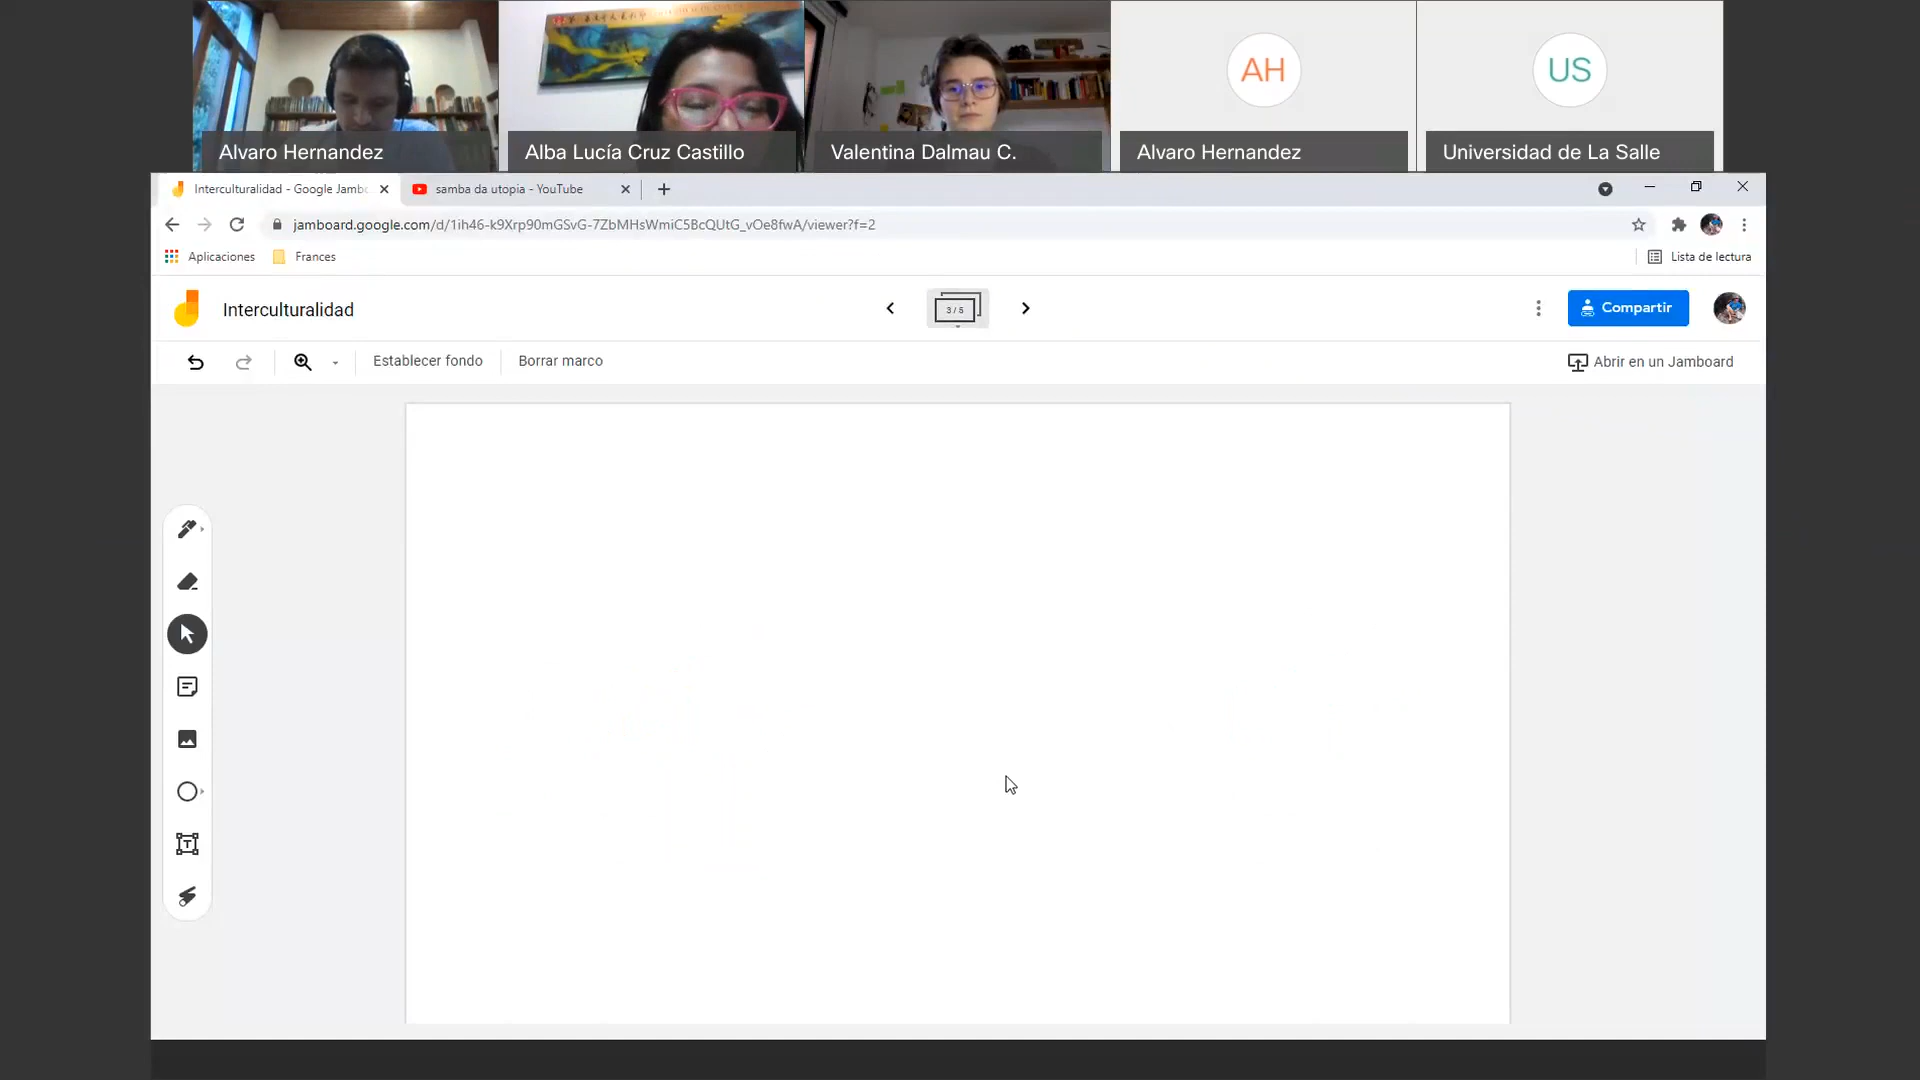 AH
US
Alvaro Hernandez
Alba Lucía Cruz Castillo
Valentina Dalmau C.
Alvaro Hernandez
Universidad de La Salle
Interculturalidad - Google Jambo
samba da utopia - YouTube
jamboard.google.com/d/1ih46-k9Xrp90mGSvG-7ZbMHsWmiC5BcQUtG_vOe8fwA/viewer?f=2
Aplicaciones
Frances
Lista de lectura
Interculturalidad
3 / 5
Compartir
Establecer fondo
Borrar marco
Abrir en un Jamboard